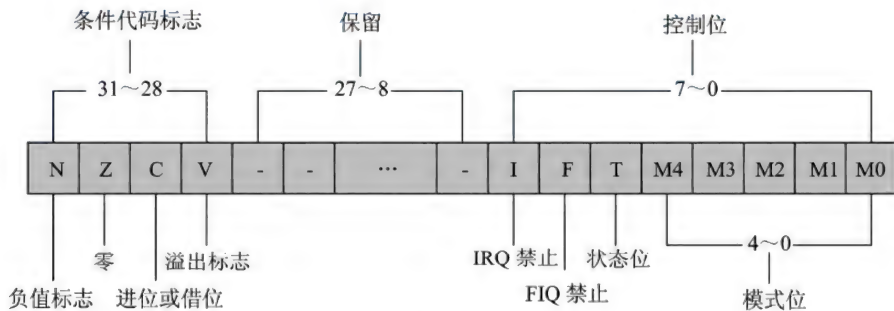 条件代码标志 保留 控制位
31～28 27～8 7～0
N Z C V - - … - I F T M4 M3 M2 M1 M0
4～0
零 溢出标志 IRQ 禁止 状态位
负值标志 进位或借位 FIQ 禁止 模式位